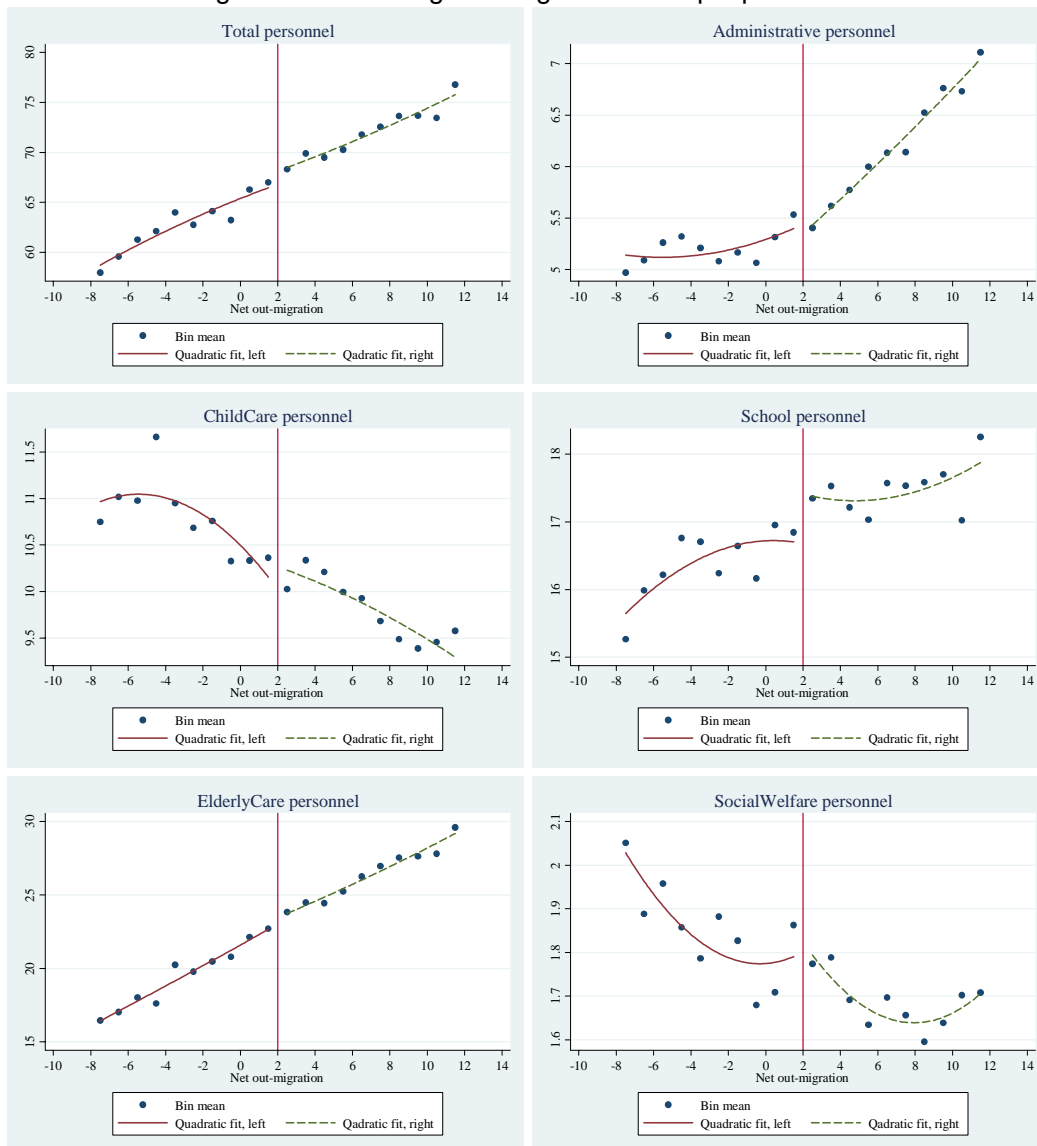 Total personnel
80
75
70
65
60
-10 -8 -6 -4 -2 0 2 4 6 8 10 12 14
Net out-migration
Bin mean
Quadratic fit, left Qadratic fit, right
Administrative personnel
7
6.5
6
5.5
5
-10 -8 -6 -4 -2 0 2 4 6 8 10 12 14
Net out-migration
Bin mean
Quadratic fit, left Qadratic fit, right
ChildCare personnel
11.5
11
10.5
10
9.5
-10 -8 -6 -4 -2 0 2 4 6 8 10 12 14
Net out-migration
Bin mean
Quadratic fit, left Qadratic fit, right
School personnel
18
17
16
15
-10 -8 -6 -4 -2 0 2 4 6 8 10 12 14
Net out-migration
Bin mean
Quadratic fit, left Qadratic fit, right
ElderlyCare personnel
30
25
20
15
-10 -8 -6 -4 -2 0 2 4 6 8 10 12 14
Net out-migration
Bin mean
Quadratic fit, left Qadratic fit, right
SocialWelfare personnel
2.1
2
1.9
1.8
1.7
1.6
-10 -8 -6 -4 -2 0 2 4 6 8 10 12 14
Net out-migration
Bin mean
Quadratic fit, left Qadratic fit, right